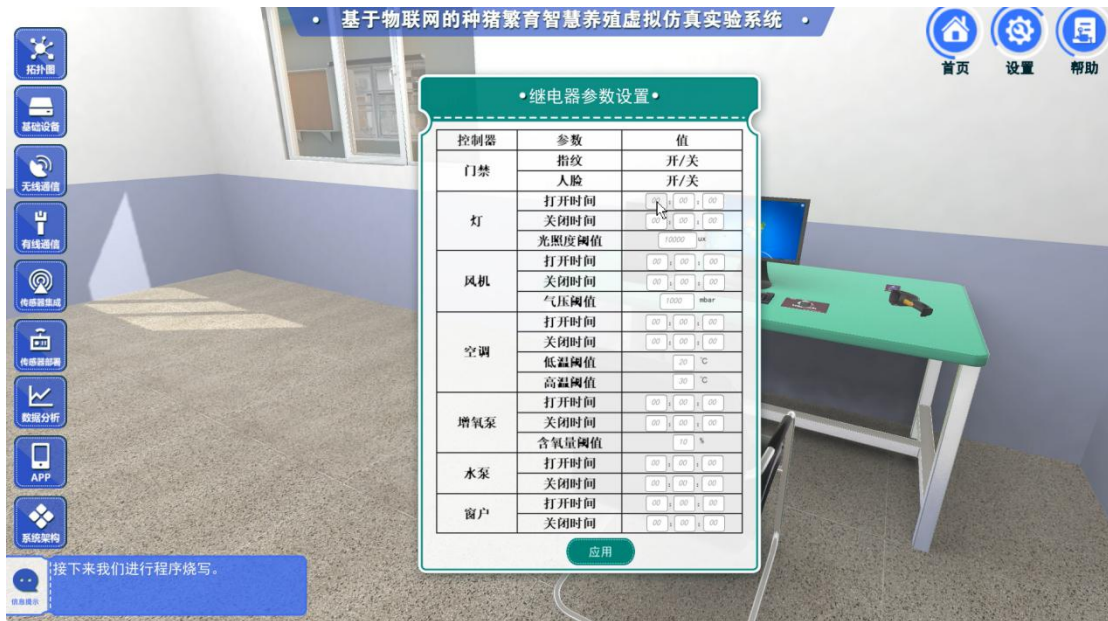 • 基于物联网的种猪繁育智慧养殖虚拟仿真实验系统 •
首页 设置 帮助
拓扑图
基础设备
无线通信
有线通信
传感器集成
传感器部署
数据分析
APP
系统架构
•继电器参数设置•
控制器 参数 值
门禁 指纹 开/关
人脸 开/关
灯 打开时间 00 : 00 : 00
关闭时间 00 : 00 : 00
光照度阈值 10000 ux
风机 打开时间 00 : 00 : 00
关闭时间 00 : 00 : 00
气压阈值 1000 mbar
空调 打开时间 00 : 00 : 00
关闭时间 00 : 00 : 00
低温阈值 20 ℃
高温阈值 30 ℃
增氧泵 打开时间 00 : 00 : 00
关闭时间 00 : 00 : 00
含氧量阈值 10 %
水泵 打开时间 00 : 00 : 00
关闭时间 00 : 00 : 00
窗户 打开时间 00 : 00 : 00
关闭时间 00 : 00 : 00
应用
接下来我们进行程序烧写。
信息提示